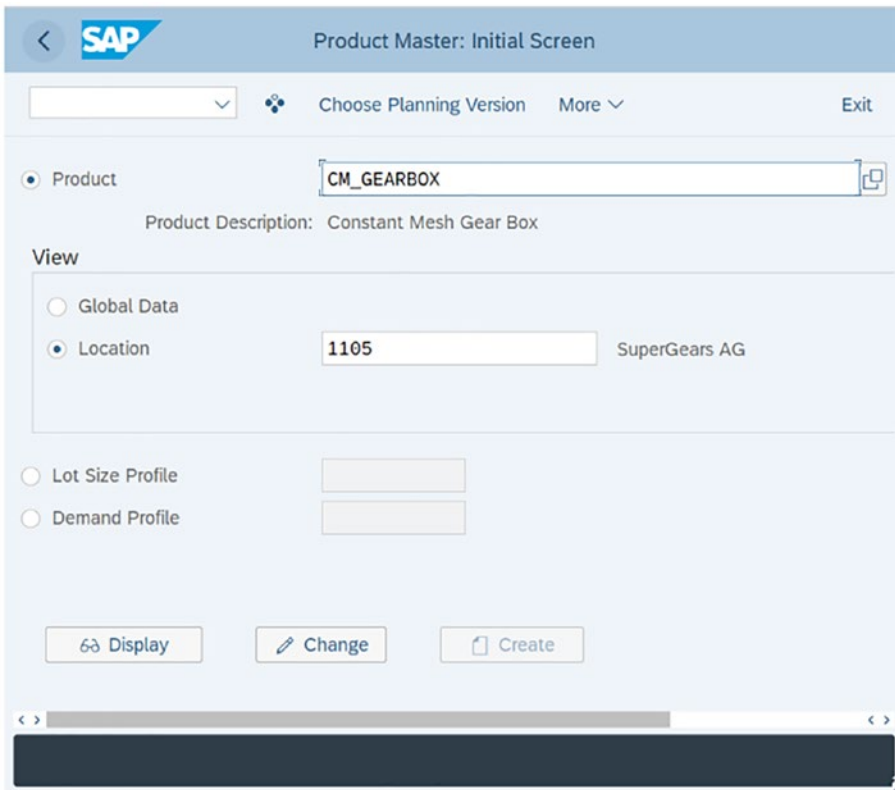 SAP Product Master: Initial Screen
Choose Planning Version More Exit
Product CM_GEARBOX
Product Description: Constant Mesh Gear Box
View
Global Data
Location 1105 SuperGears AG
Lot Size Profile
Demand Profile
Display Change Create